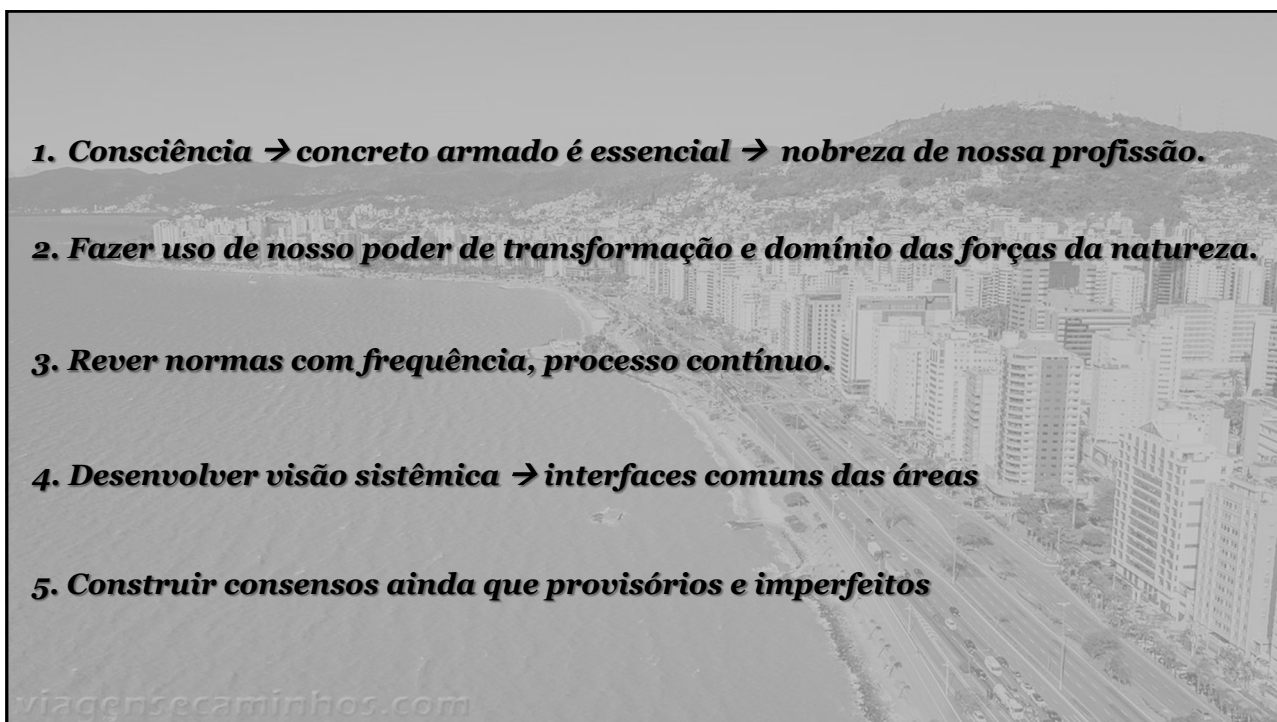 1. Consciência → concreto armado é essencial → nobreza de nossa profissão.
2. Fazer uso de nosso poder de transformação e domínio das forças da natureza.
3. Rever normas com frequência, processo contínuo.
4. Desenvolver visão sistêmica → interfaces comuns das áreas
5. Construir consensos ainda que provisórios e imperfeitos
viagensecaminhos.com